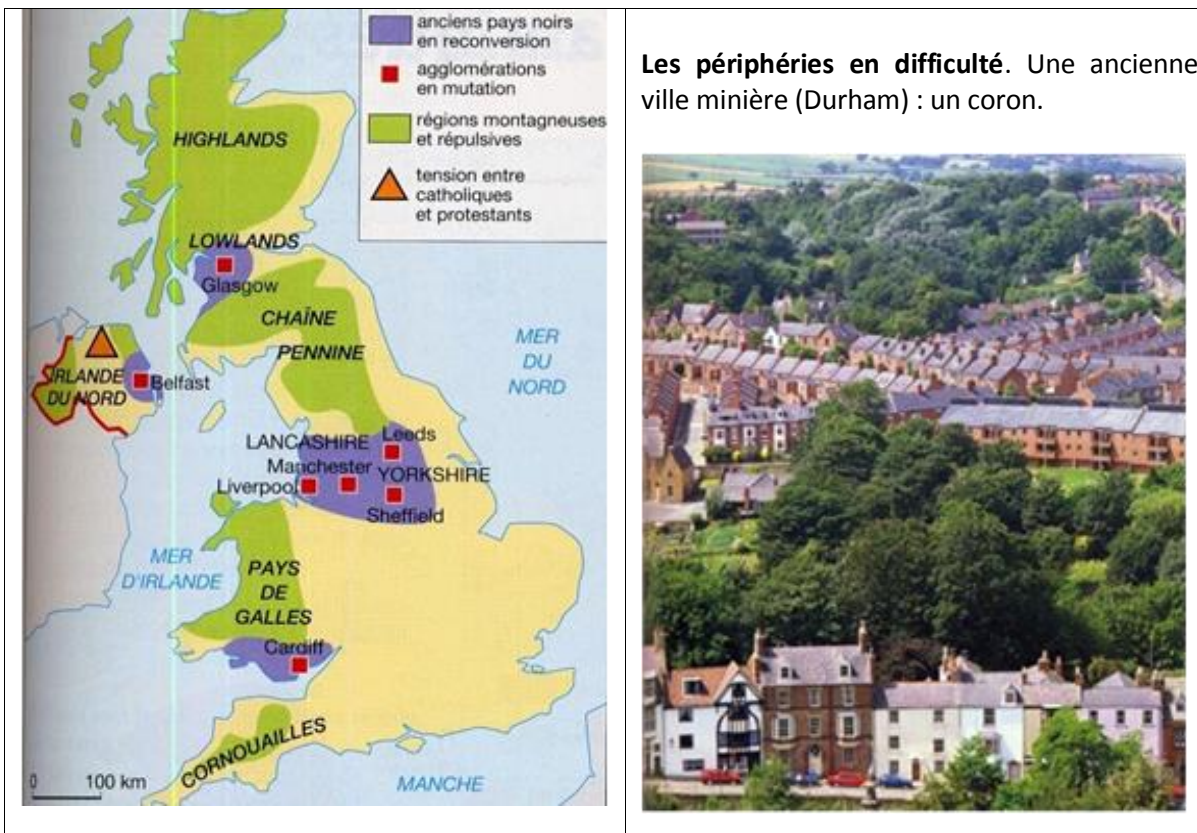 anciens pays noirs
en reconversion
agglomérations
en mutation
régions montagneuses
et répulsives
tension entre
catholiques
et protestants
HIGHLANDS
LOWLANDS
Glasgow
CHAÎNE
PENNINE
MER
DU
NORD
IRLANDE
DU NORD
Belfast
LANCASHIRE
Leeds
Manchester
YORKSHIRE
Liverpool
Sheffield
MER
D'IRLANDE
PAYS
DE
GALLES
Cardiff
CORNOUAILLES
0 100 km
MANCHE
Les périphéries en difficulté. Une ancienne
ville minière (Durham) : un coron.